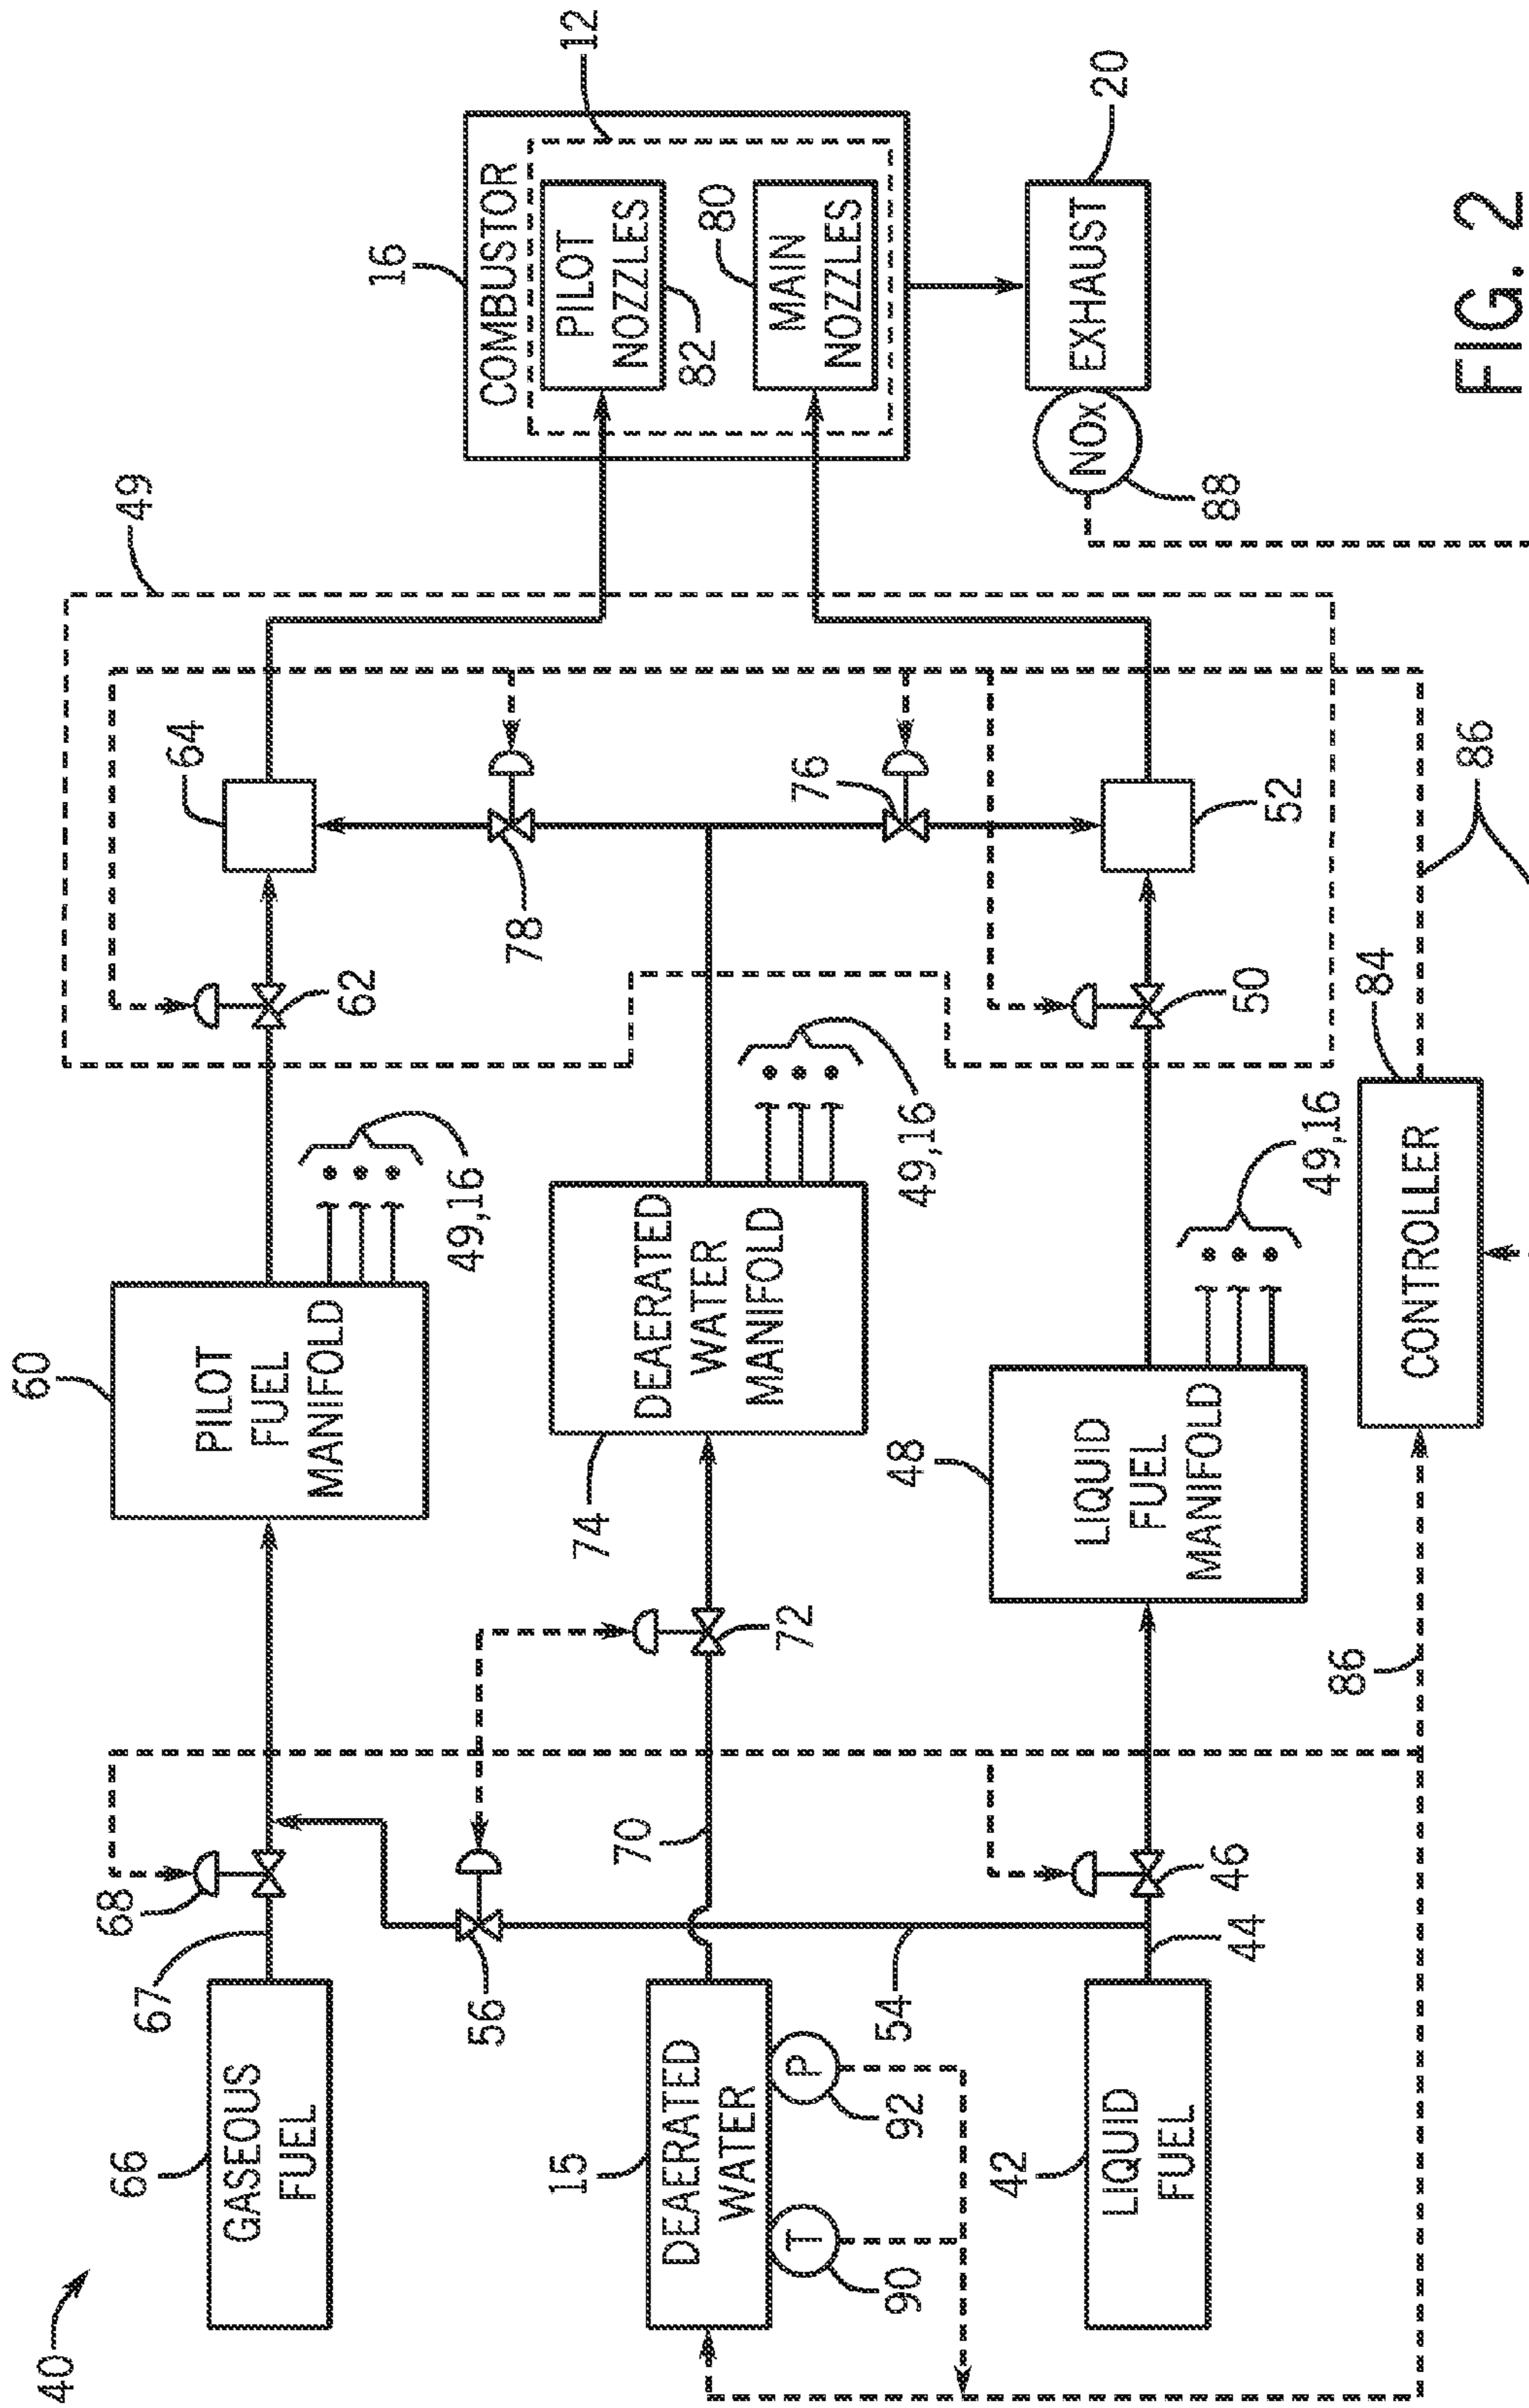 40
66
GASEOUS
FUEL
67
68
60
PILOT
FUEL
MANIFOLD
49,16
62
64
49
16
COMBUSTOR
12
PILOT
NOZZLES
82
80
MAIN
NOZZLES
78
76
56
15
DEAERATED
WATER
T
90
P
92
70
72
74
DEAERATED
WATER
MANIFOLD
49,16
54
42
LIQUID
FUEL
44
46
48
LIQUID
FUEL
MANIFOLD
49,16
50
52
NOx
88
EXHAUST
20
86
84
CONTROLLER
86
FIG. 2